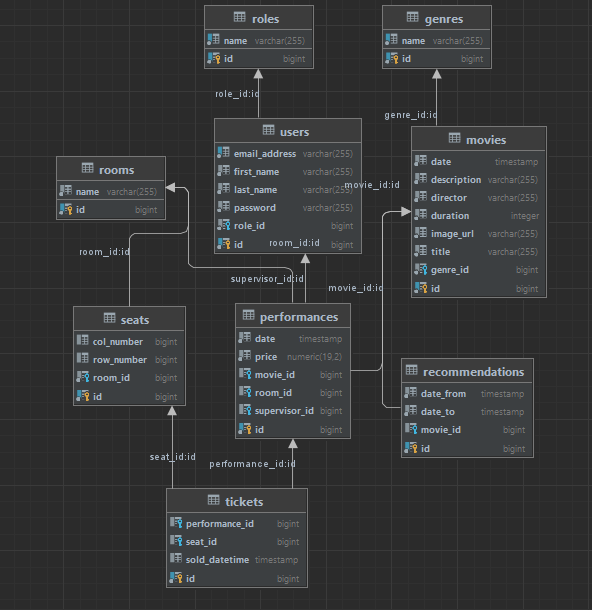 roles
name varchar(255)
id bigint
genres
name varchar(255)
id bigint
role_id:id
genre_id:id
users
email_address varchar(255)
first_name varchar(255)
last_name varchar(255)
password varchar(255)
role_id bigint
id bigint
movies
date timestamp
description varchar(255)
director varchar(255)
duration integer
image_url varchar(255)
title varchar(255)
genre_id bigint
id bigint
rooms
name varchar(255)
id bigint
movie_id:id
room_id:id
room_id:id
supervisor_id:id
movie_id:id
seats
col_number bigint
row_number bigint
room_id bigint
id bigint
performances
date timestamp
price numeric(19,2)
movie_id bigint
room_id bigint
supervisor_id bigint
id bigint
recommendations
date_from timestamp
date_to timestamp
movie_id bigint
id bigint
seat_id:id
performance_id:id
tickets
performance_id bigint
seat_id bigint
sold_datetime timestamp
id bigint